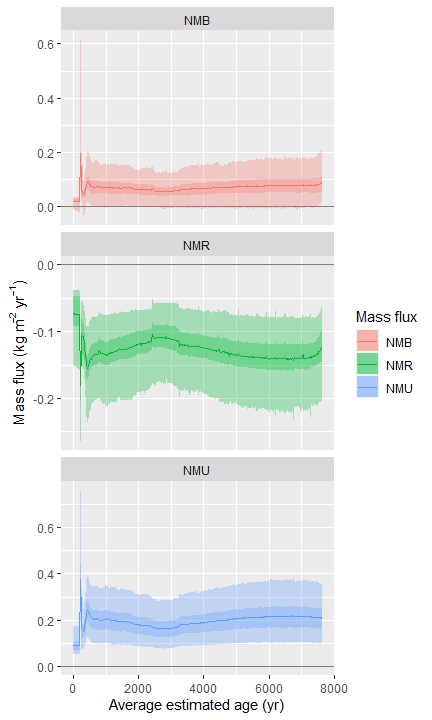 NMB
0.6
0.4
0.2
0.0
NMR
0.0
-0.1
-0.2
NMU
0.6
0.4
0.2
0.0
0 2000 4000 6000 8000
Average estimated age (yr)
Mass flux (kg m⁻² yr⁻¹)
Mass flux
NMB
NMR
NMU